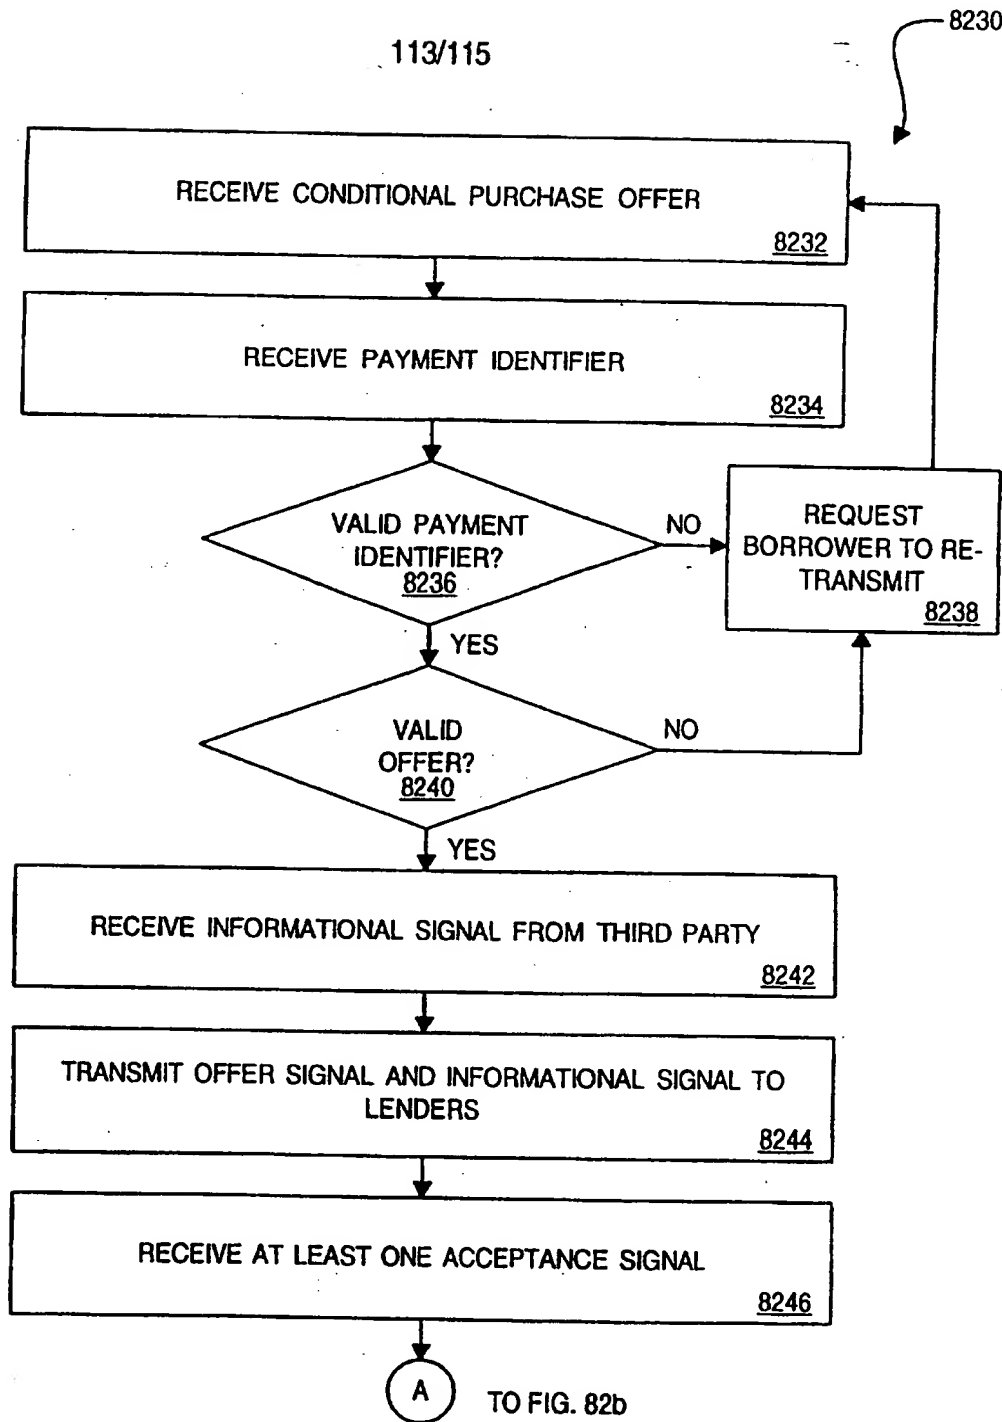 8230
113/115
RECEIVE CONDITIONAL PURCHASE OFFER
8232
RECEIVE PAYMENT IDENTIFIER
8234
VALID PAYMENT
IDENTIFIER?
8236
NO
REQUEST
BORROWER TO RE-
TRANSMIT
8238
YES
VALID
OFFER?
8240
NO
YES
RECEIVE INFORMATIONAL SIGNAL FROM THIRD PARTY
8242
TRANSMIT OFFER SIGNAL AND INFORMATIONAL SIGNAL TO
LENDERS
8244
RECEIVE AT LEAST ONE ACCEPTANCE SIGNAL
8246
A
TO FIG. 82b